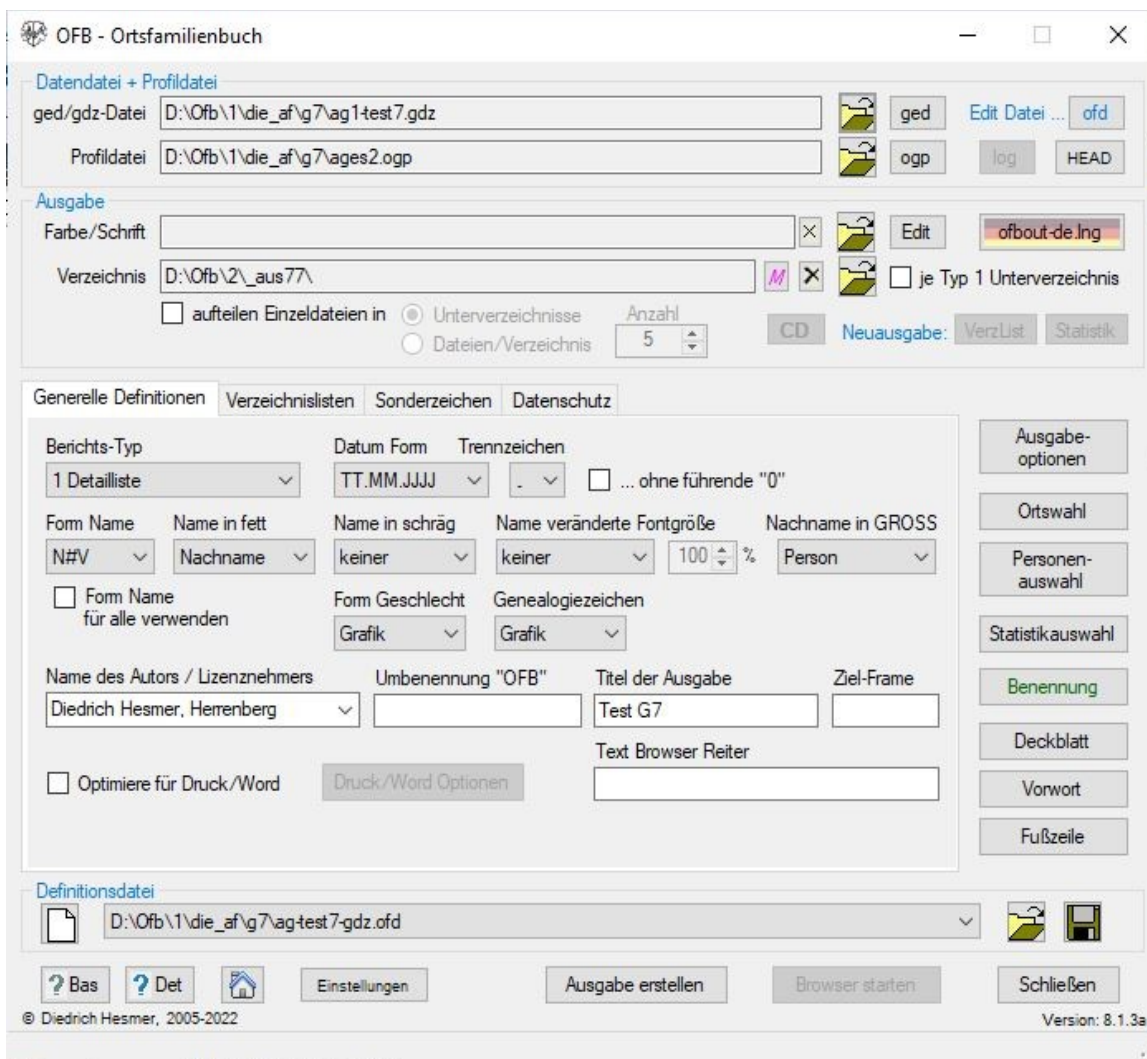 OFB - Ortsfamilienbuch
Datendatei + Profildatei
ged/gdz-Datei D:\Ofb\1\die_af\g7\ag1-test7.gdz ged Edit Datei ... ofd
Profildatei D:\Ofb\1\die_af\g7\ages2.ogp ogp log HEAD
Ausgabe
Farbe/Schrift Edit ofbout-de.lng
Verzeichnis D:\Ofb\2\_aus77\ M je Typ 1 Unterverzeichnis
aufteilen Einzeldateien in Unterverzeichnisse Anzahl
Dateien/Verzeichnis 5 CD Neuausgabe: VerzList Statistik
Generelle Definitionen Verzeichnislisten Sonderzeichen Datenschutz
Berichts-Typ Datum Form Trennzeichen Ausgabe-
optionen
1 Detailliste TT.MM.JJJJ . ... ohne führende "0"
Form Name Name in fett Name in schräg Name veränderte Fontgröße Nachname in GROSS Ortswahl
N#V Nachname keiner keiner 100 % Person Personen-
auswahl
Form Name
für alle verwenden Form Geschlecht Genealogiezeichen
Grafik Grafik Statistikauswahl
Name des Autors / Lizenznehmers Umbenennung "OFB" Titel der Ausgabe Ziel-Frame Benennung
Diedrich Hesmer, Herrenberg Test G7
Text Browser Reiter Deckblatt
Optimiere für Druck/Word Druck/Word Optionen Vorwort
Fußzeile
Definitionsdatei
D:\Ofb\1\die_af\g7\ag-test7-gdz.ofd
? Bas ? Det Einstellungen Ausgabe erstellen Browser starten Schließen
© Diedrich Hesmer, 2005-2022 Version: 8.1.3a